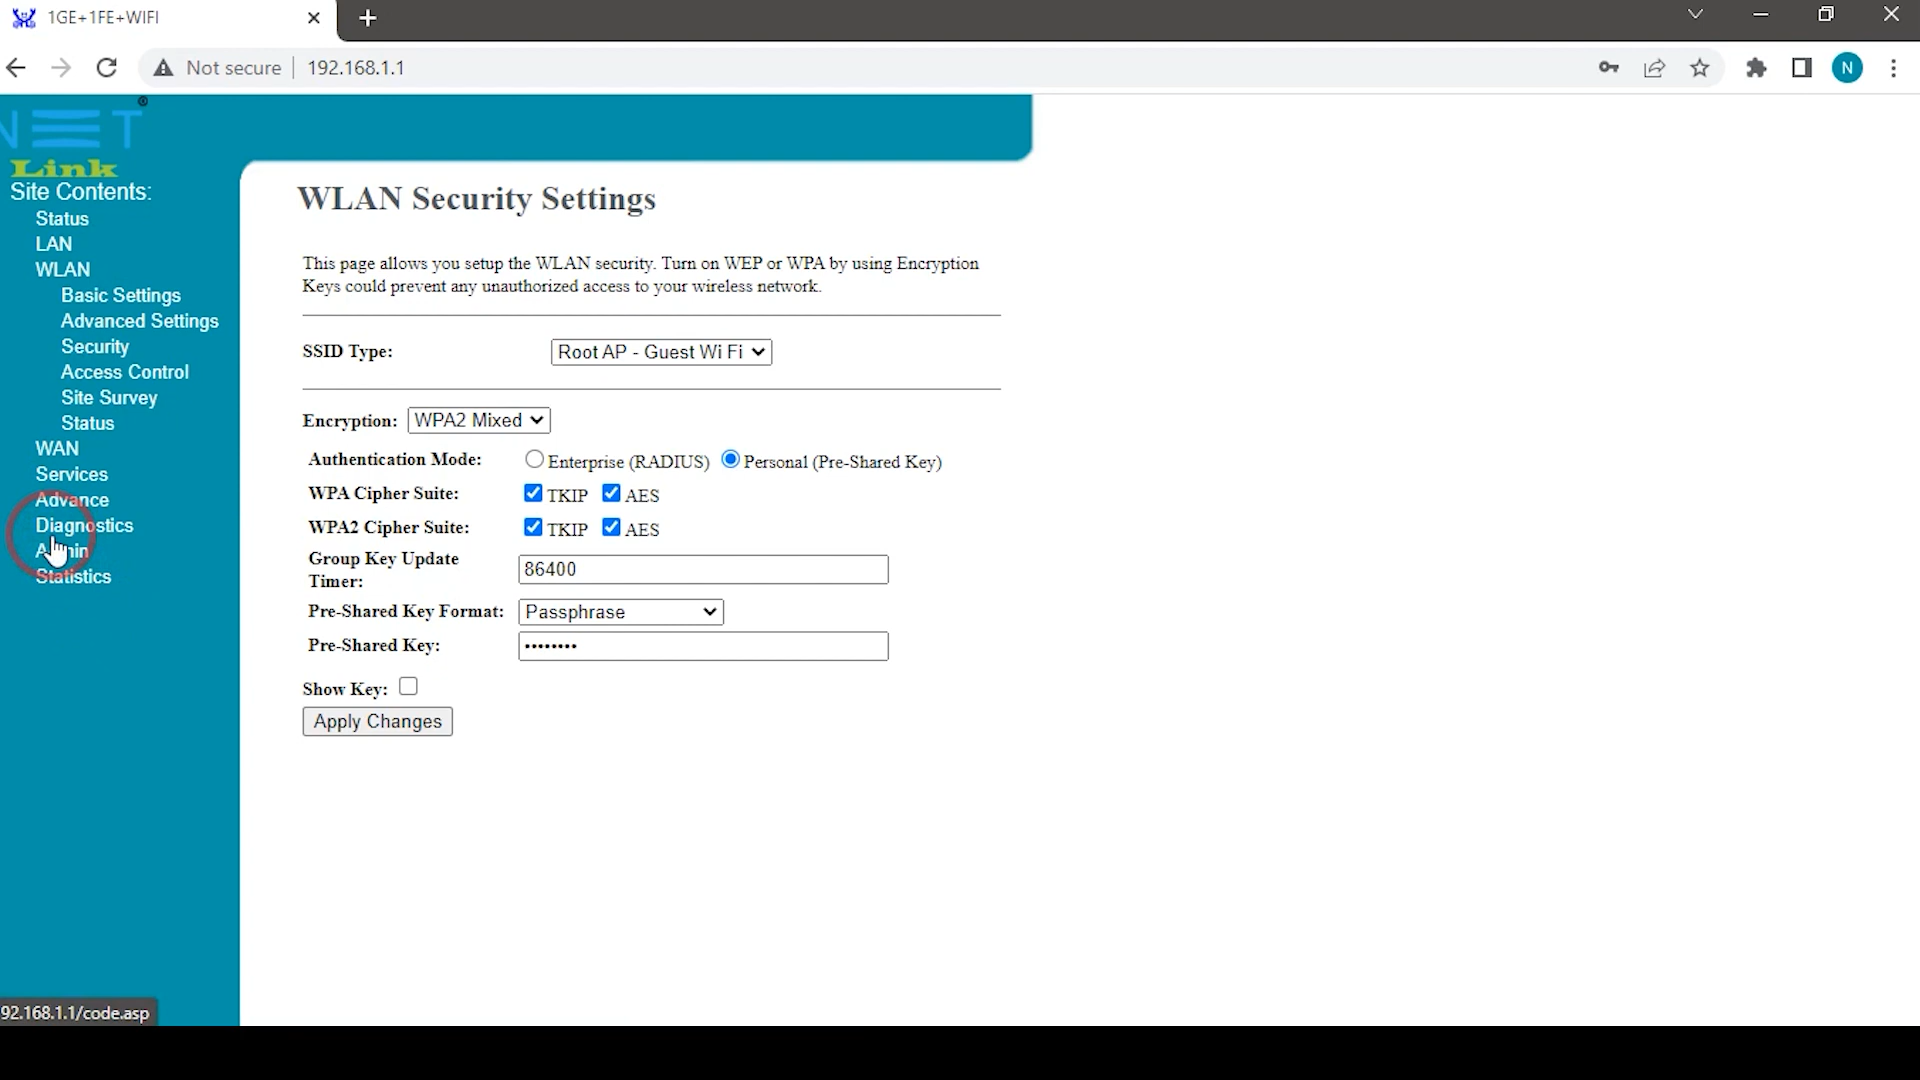 1GE+1FE+WIFI
Not secure
192.168.1.1
N
NET
Link
Site Contents:
Status
LAN
WLAN
Basic Settings
Advanced Settings
Security
Access Control
Site Survey
Status
WAN
Services
Advance
Diagnostics
Admin
Statistics
WLAN Security Settings
This page allows you setup the WLAN security. Turn on WEP or WPA by using Encryption
Keys could prevent any unauthorized access to your wireless network.
SSID Type: Root AP - Guest Wi Fi
Encryption: WPA2 Mixed
Authentication Mode: Enterprise (RADIUS) Personal (Pre-Shared Key)
WPA Cipher Suite: TKIP AES
WPA2 Cipher Suite: TKIP AES
Group Key Update
Timer: 86400
Pre-Shared Key Format: Passphrase
Pre-Shared Key: ••••••••
Show Key:
Apply Changes
92.168.1.1/code.asp